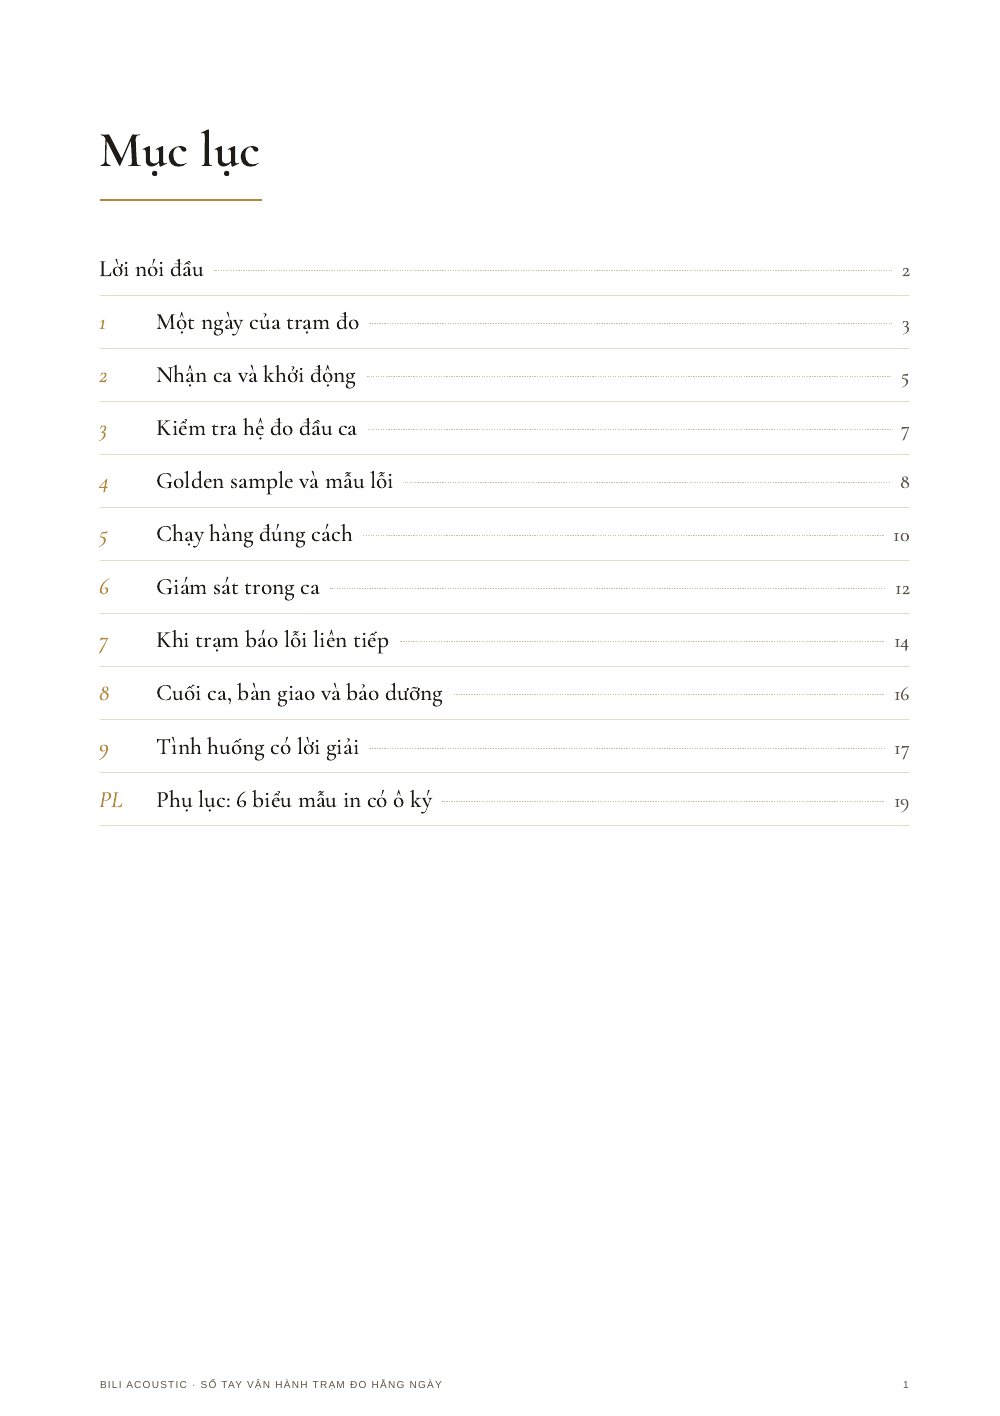 Mục lục
Lời nói đầu 2
1 Một ngày của trạm đo 3
2 Nhận ca và khởi động 5
3 Kiểm tra hệ đo đầu ca 7
4 Golden sample và mẫu lỗi 8
5 Chạy hàng đúng cách 10
6 Giám sát trong ca 12
7 Khi trạm báo lỗi liên tiếp 14
8 Cuối ca, bàn giao và bảo dưỡng 16
9 Tình huống có lời giải 17
PL Phụ lục: 6 biểu mẫu in có ô ký 19
BILI ACOUSTIC · SỔ TAY VẬN HÀNH TRẠM ĐO HẰNG NGÀY 1